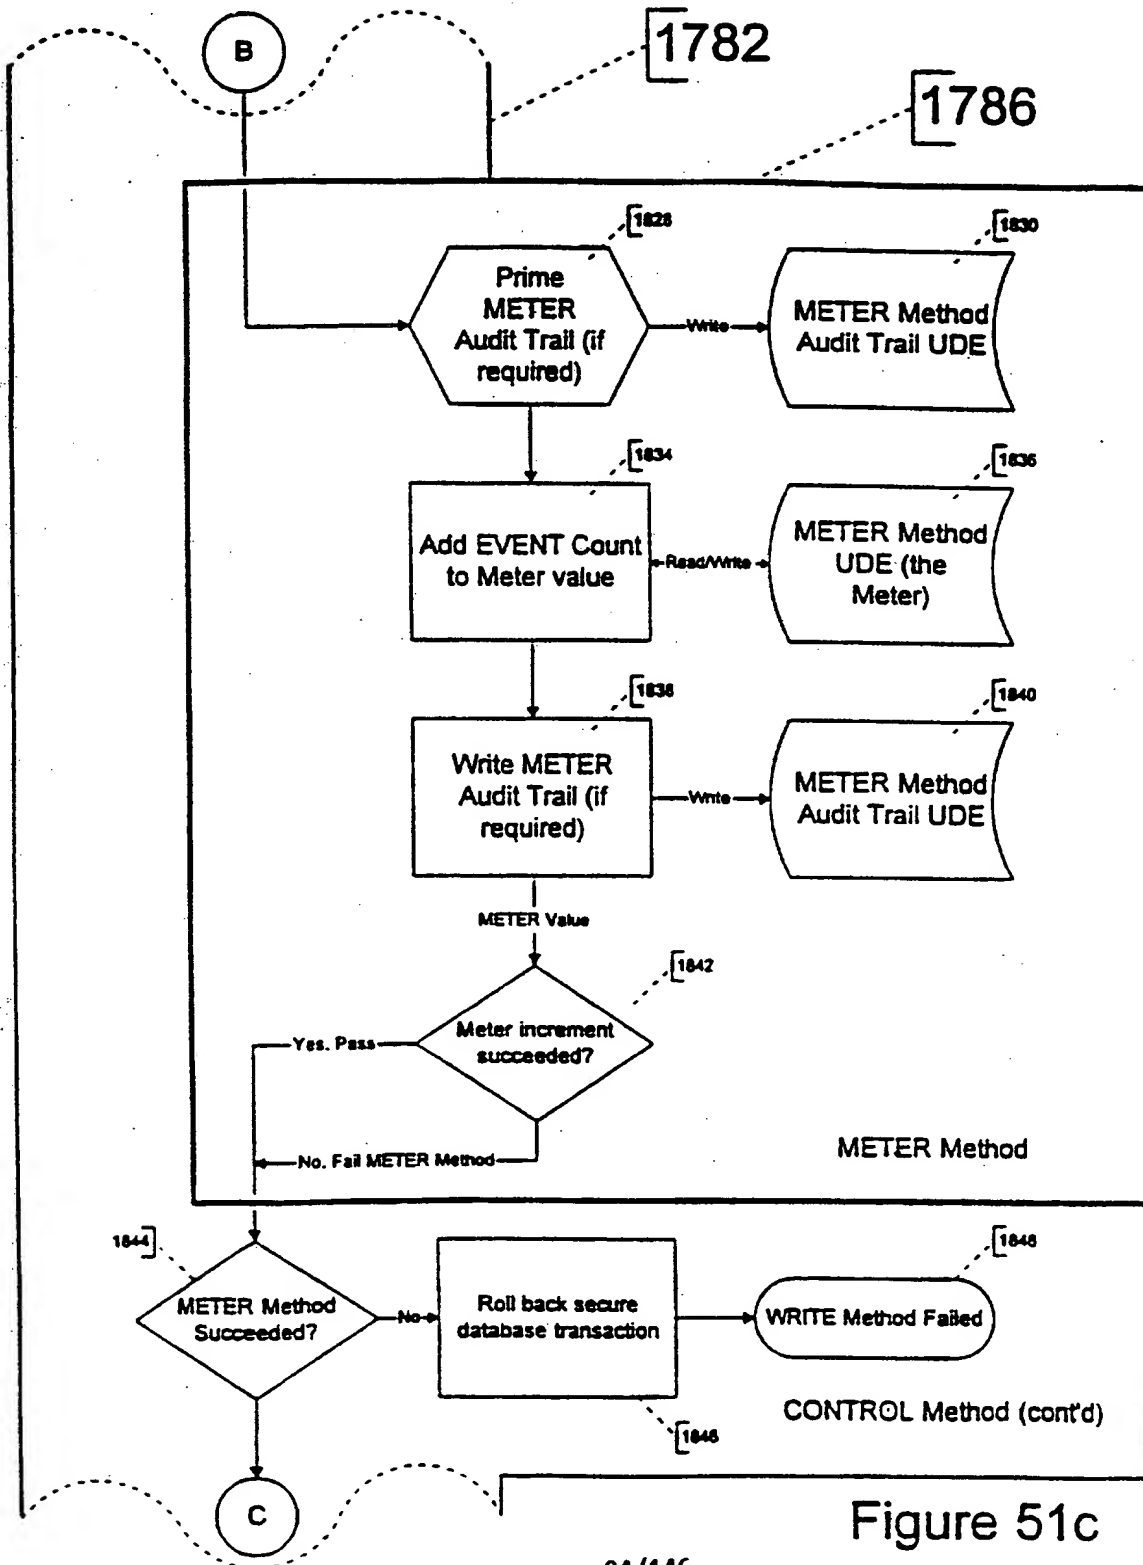 B
1782
1786
1828
1830
Prime
METER
Audit Trail (if
required)
Write
METER Method
Audit Trail UDE
1834
1836
Add EVENT Count
to Meter value
Read/Write
METER Method
UDE (the
Meter)
1838
1840
Write METER
Audit Trail (if
required)
Write
METER Method
Audit Trail UDE
METER Value
1842
Meter increment
succeeded?
Yes. Pass
No. Fail METER Method
METER Method
1844
1848
METER Method
Succeeded?
No
Roll back secure
database transaction
WRITE Method Failed
CONTROL Method (cont'd)
1846
C
Figure 51c